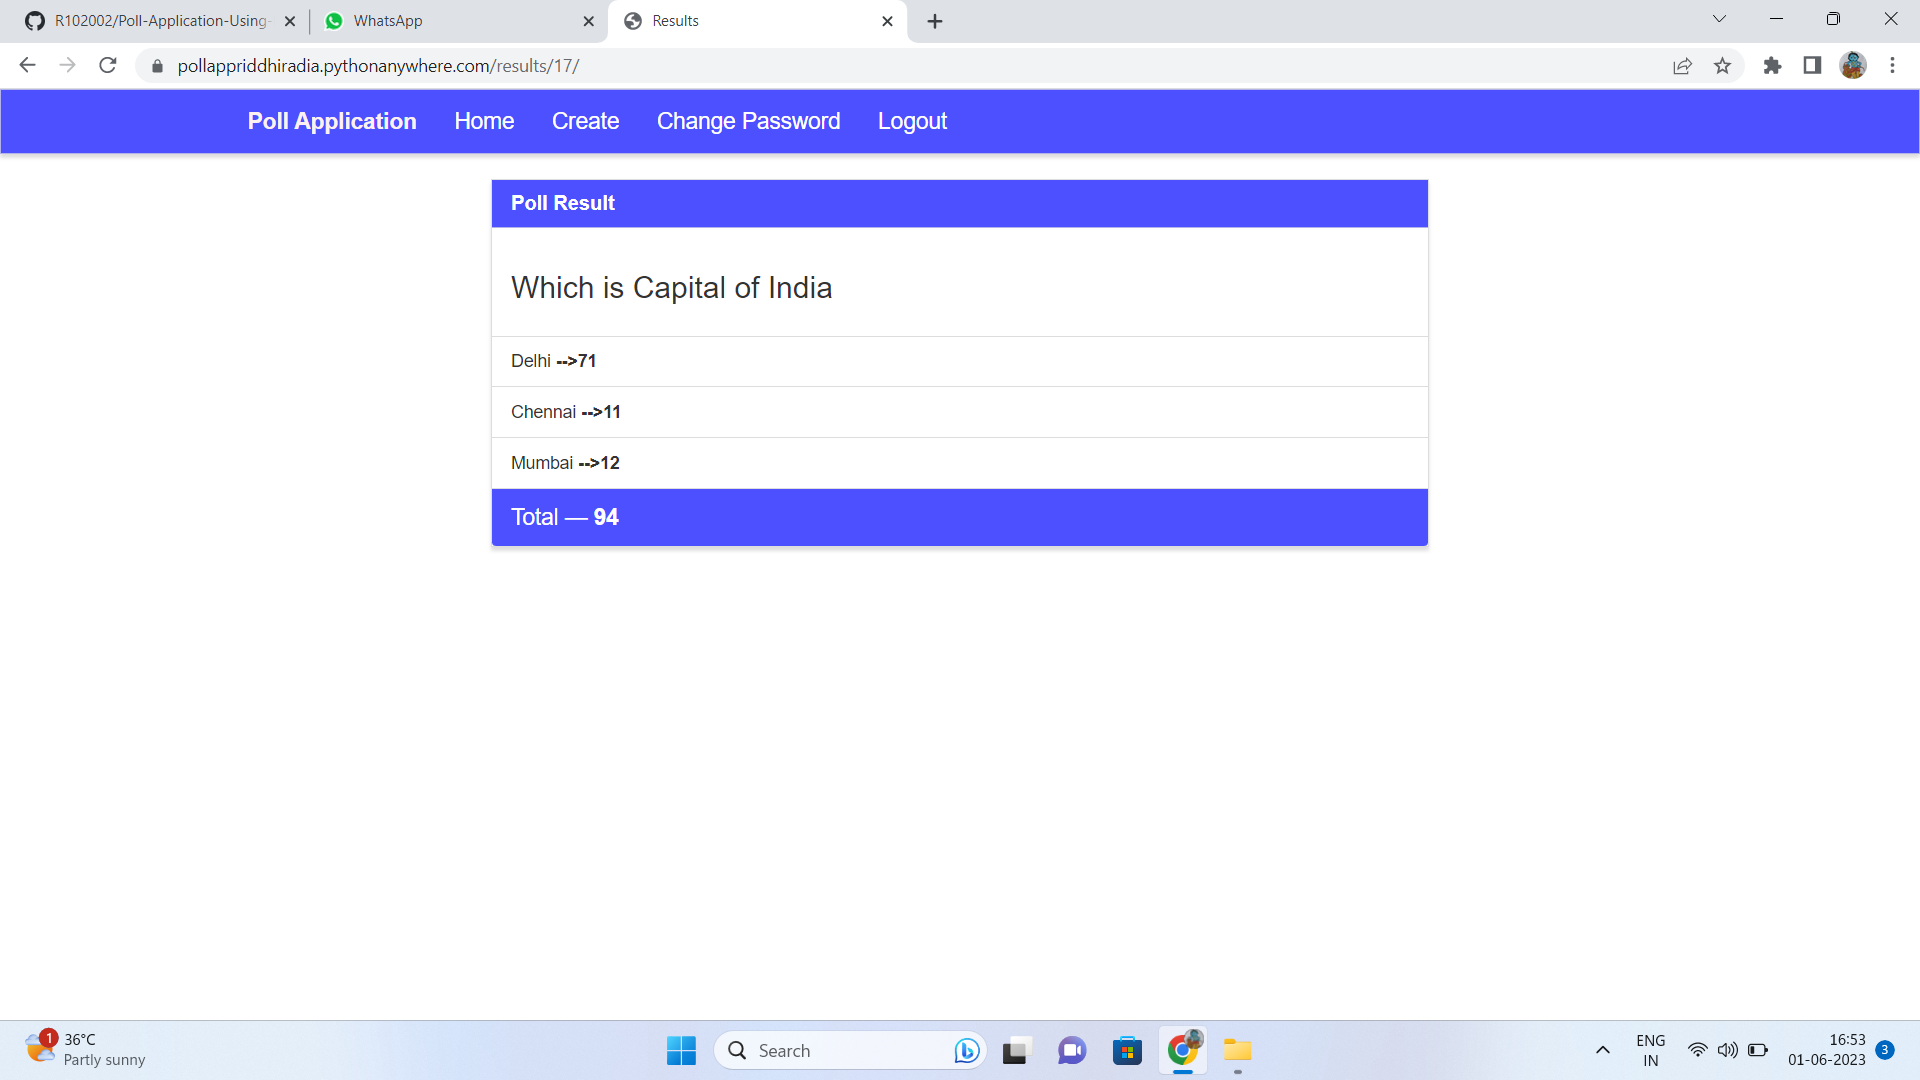 R102002/Poll-Application-Using-
WhatsApp
Results
pollappriddhiradia.pythonanywhere.com/results/17/
Poll Application Home Create Change Password Logout
Poll Result
Which is Capital of India
Delhi -->71
Chennai -->11
Mumbai -->12
Total — 94
1
36°C
Partly sunny
Search
ENG
IN
16:53
01-06-2023
3